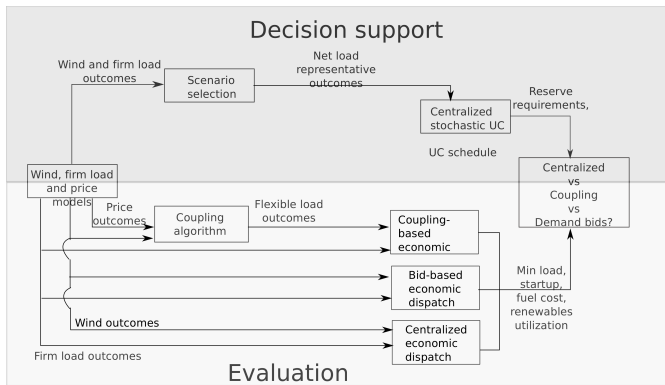 Decision support
Wind and firm load
outcomes
Net load
representative
outcomes
Scenario
selection
Reserve
requirements,
Centralized
stochastic UC
UC schedule
Wind, firm load
and price
models
Centralized
vs
Coupling
vs
Demand bids?
Price
outcomes
Coupling
algorithm
Flexible load
outcomes
Coupling-
based
economic
Bid-based
economic
dispatch
Min load,
startup,
fuel cost,
renewables
utilization
Wind outcomes
Centralized
economic
dispatch
Firm load outcomes
Evaluation